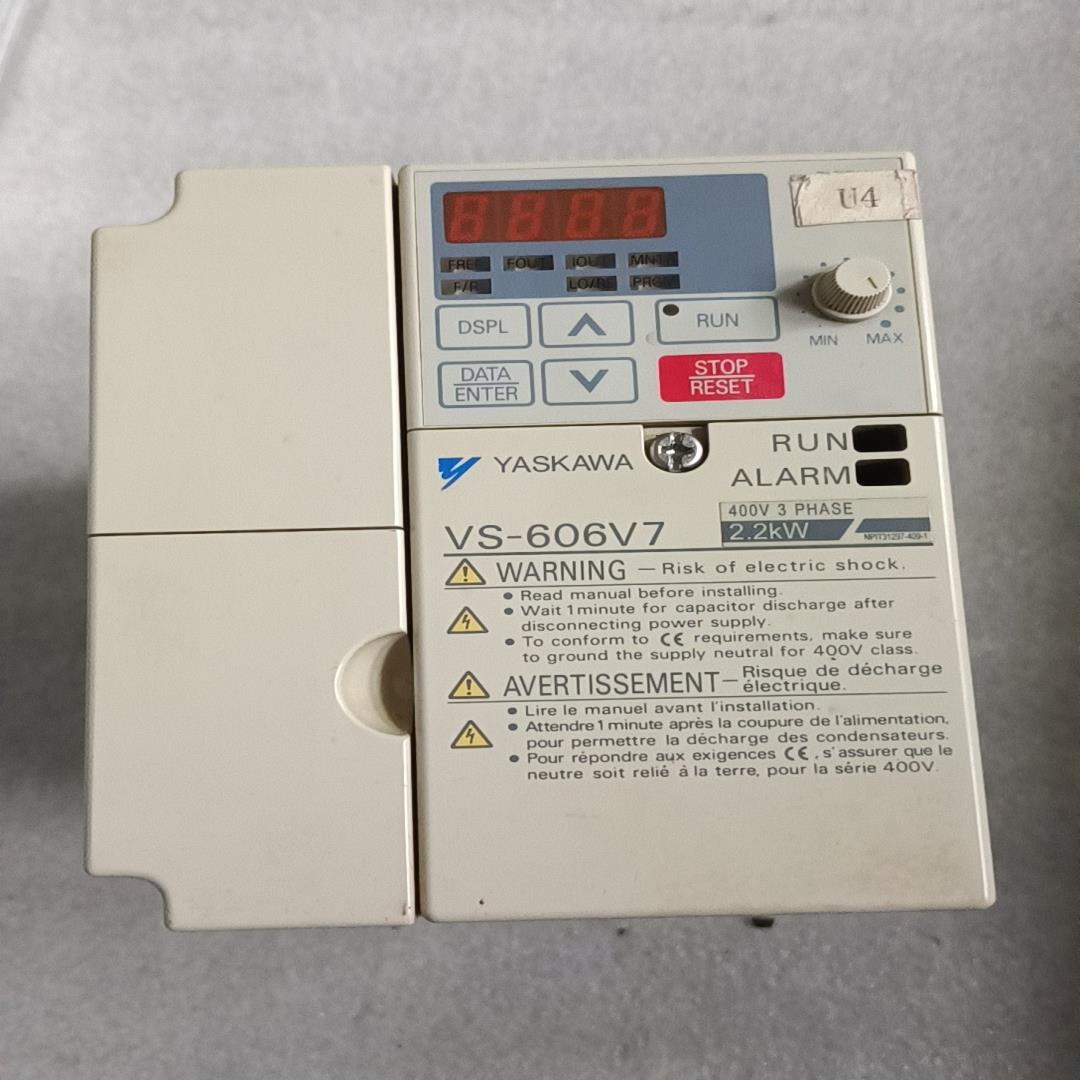 U4
8888
FREF FOUT IOUT MNTR
F/R LO/RE PRGM
DSPL
RUN
MIN MAX
DATA
ENTER
STOP
RESET
RUN
ALARM
YASKAWA
400V 3 PHASE
VS-606V7
2.2kW
NPIT31297-409-1
WARNING – Risk of electric shock.
• Read manual before installing.
• Wait 1 minute for capacitor discharge after
disconnecting power supply.
• To conform to CE requirements, make sure
to ground the supply neutral for 400V class.
AVERTISSEMENT – Risque de décharge
électrique.
• Lire le manuel avant l'installation.
• Attendre 1 minute après la coupure de l'alimentation,
pour permettre la décharge des condensateurs.
• Pour répondre aux exigences CE, s'assurer que le
neutre soit relié à la terre, pour la série 400V.